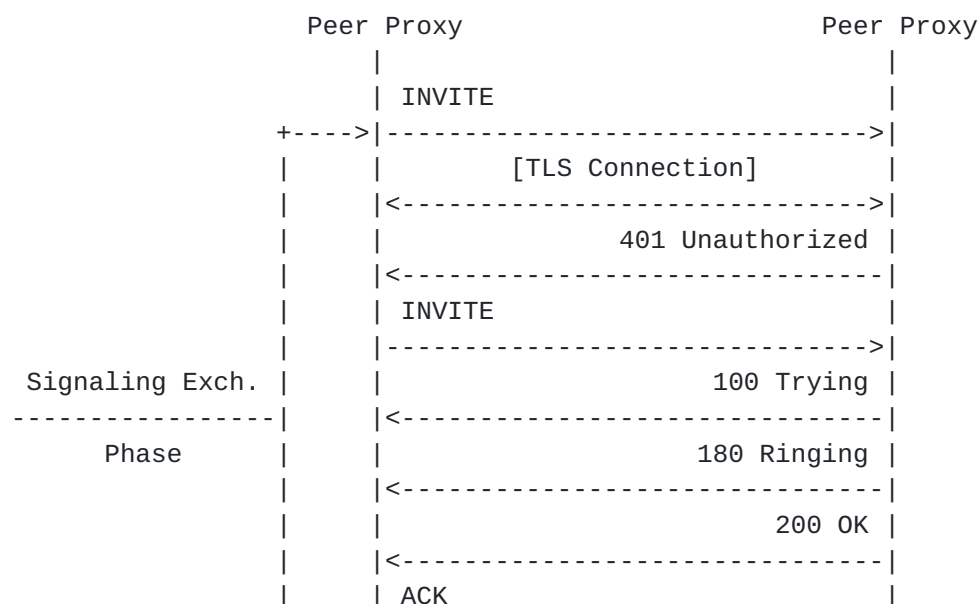 Peer Proxy                       Peer Proxy
                       |                                |
                       | INVITE                         |
                 +---->|------------------------------->|
                 |     |        [TLS Connection]        |
                 |     |<------------------------------>|
                 |     |               401 Unauthorized |
                 |     |<-------------------------------|
                 |     | INVITE                         |
                 |     |------------------------------->|
 Signaling Exch. |     |                     100 Trying |
-----------------|     |<-------------------------------|
      Phase      |     |                    180 Ringing |
                 |     |<-------------------------------|
                 |     |                         200 OK |
                 |     |<-------------------------------|
                 |     | ACK                            |